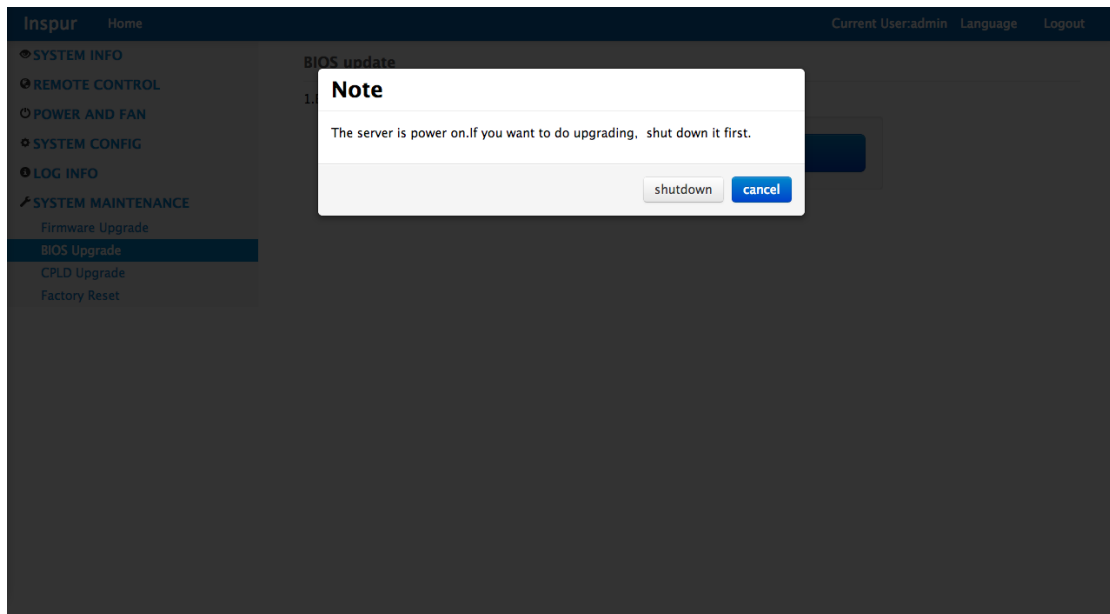 Inspur Home Current User:admin Language Logout
SYSTEM INFO
REMOTE CONTROL
POWER AND FAN
SYSTEM CONFIG
LOG INFO
SYSTEM MAINTENANCE
Firmware Upgrade
BIOS Upgrade
CPLD Upgrade
Factory Reset
BIOS update
1.
Note
The server is power on.If you want to do upgrading, shut down it first.
shutdown cancel